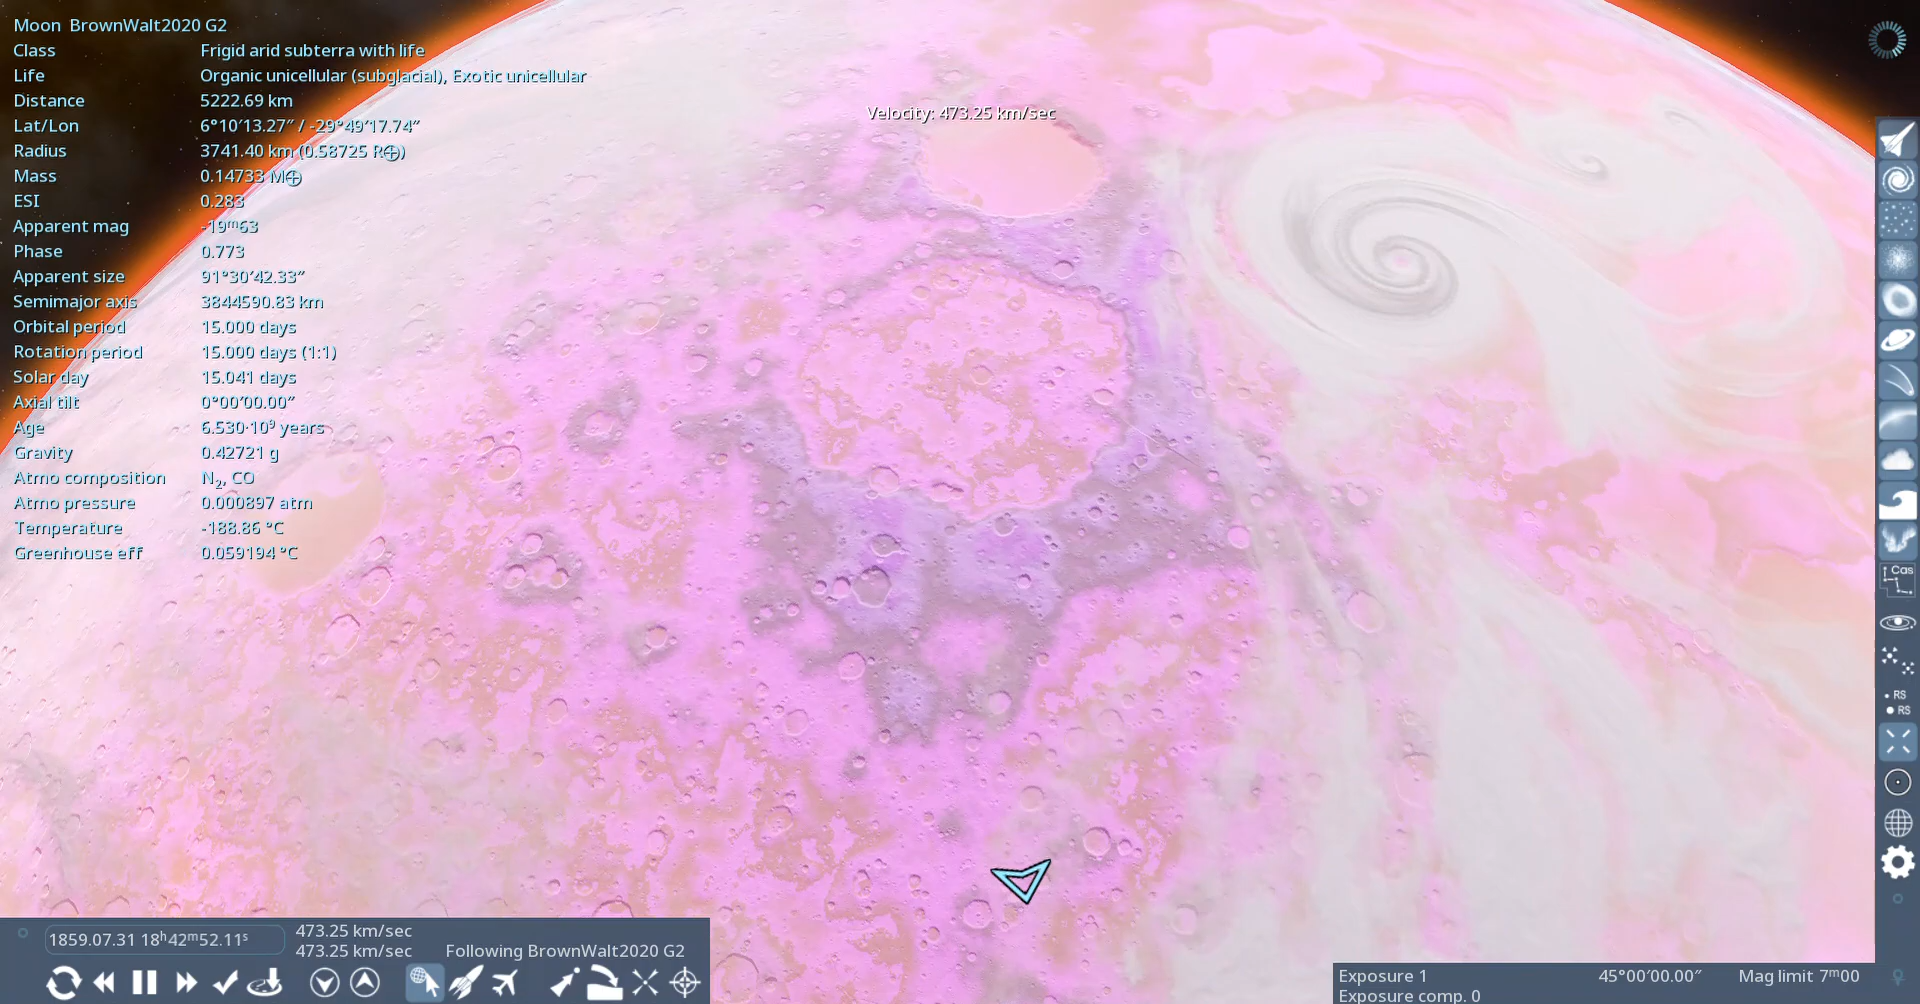 Moon BrownWalt2020 G2
Class Frigid arid subterra with life
Life Organic unicellular (subglacial), Exotic unicellular
Distance 5222.69 km
Lat/Lon 6°10′13.27″ / -29°49′17.74″
Radius 3741.40 km (0.58725 R⊕)
Mass 0.14733 M⊕
ESI 0.283
Apparent mag -19ᵐ63
Phase 0.773
Apparent size 91°30′42.33″
Semimajor axis 3844590.83 km
Orbital period 15.000 days
Rotation period 15.000 days (1:1)
Solar day 15.041 days
Axial tilt 0°00′00.00″
Age 6.530·10⁹ years
Gravity 0.42721 g
Atmo composition N₂, CO
Atmo pressure 0.000897 atm
Temperature -188.86 °C
Greenhouse eff 0.059194 °C
Velocity: 473.25 km/sec
Cas
RS
RS
1859.07.31 18ʰ42ᵐ52.11ˢ
473.25 km/sec
473.25 km/sec Following BrownWalt2020 G2
Exposure 1 45°00′00.00″ Mag limit 7ᵐ00
Exposure comp. 0